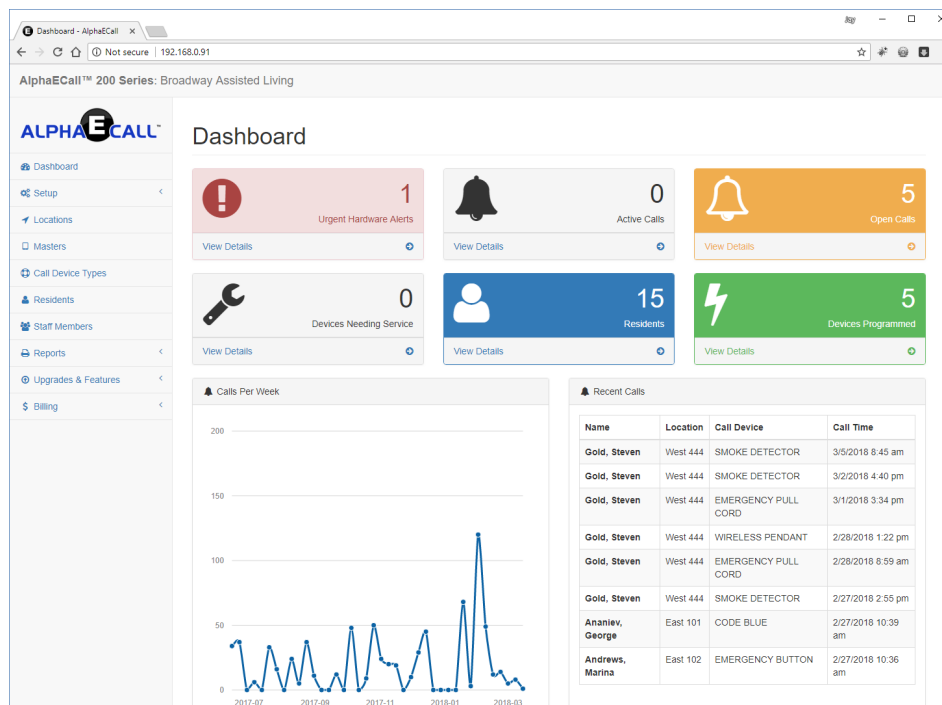 Dashboard - AlphaECall
Not secure | 192.168.0.91
AlphaECall™ 200 Series: Broadway Assisted Living
ALPHAECALL™
Dashboard
Setup
Locations
Masters
Call Device Types
Residents
Staff Members
Reports
Upgrades & Features
$ Billing
Dashboard
1
Urgent Hardware Alerts
View Details
0
Active Calls
View Details
5
Open Calls
View Details
0
Devices Needing Service
View Details
15
Residents
View Details
5
Devices Programmed
View Details
Calls Per Week
200
150
100
50
0
2017-07 2017-09 2017-11 2018-01 2018-03
Recent Calls
Name Location Call Device Call Time
Gold, Steven West 444 SMOKE DETECTOR 3/5/2018 8:45 am
Gold, Steven West 444 SMOKE DETECTOR 3/2/2018 4:40 pm
Gold, Steven West 444 EMERGENCY PULL CORD 3/1/2018 3:34 pm
Gold, Steven West 444 WIRELESS PENDANT 2/28/2018 1:22 pm
Gold, Steven West 444 EMERGENCY PULL CORD 2/28/2018 8:59 am
Gold, Steven West 444 SMOKE DETECTOR 2/27/2018 2:55 pm
Ananiev, George East 101 CODE BLUE 2/27/2018 10:39 am
Andrews, Marina East 102 EMERGENCY BUTTON 2/27/2018 10:36 am